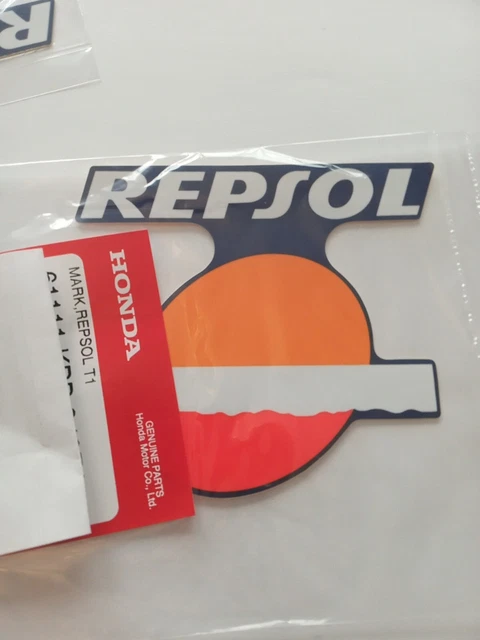 R
REPSOL
HONDA
MARK,REPSOL T1
GENUINE PARTS
Honda Motor Co., Ltd.